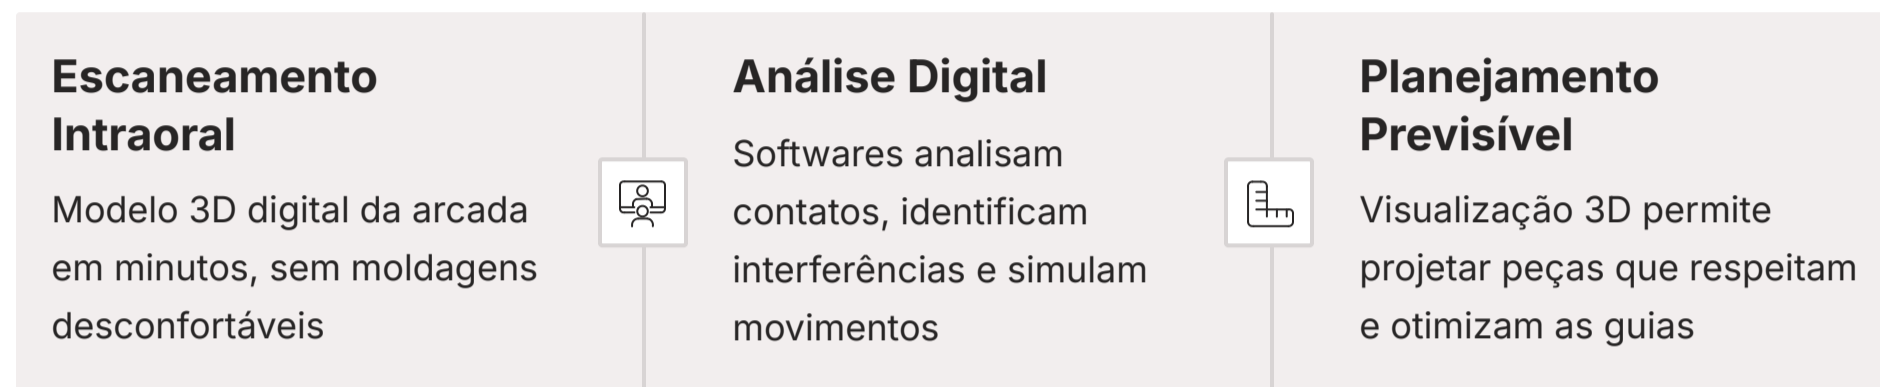 Escaneamento
Intraoral
Modelo 3D digital da arcada
em minutos, sem moldagens
desconfortáveis
Análise Digital
Softwares analisam
contatos, identificam
interferências e simulam
movimentos
Planejamento
Previsível
Visualização 3D permite
projetar peças que respeitam
e otimizam as guias